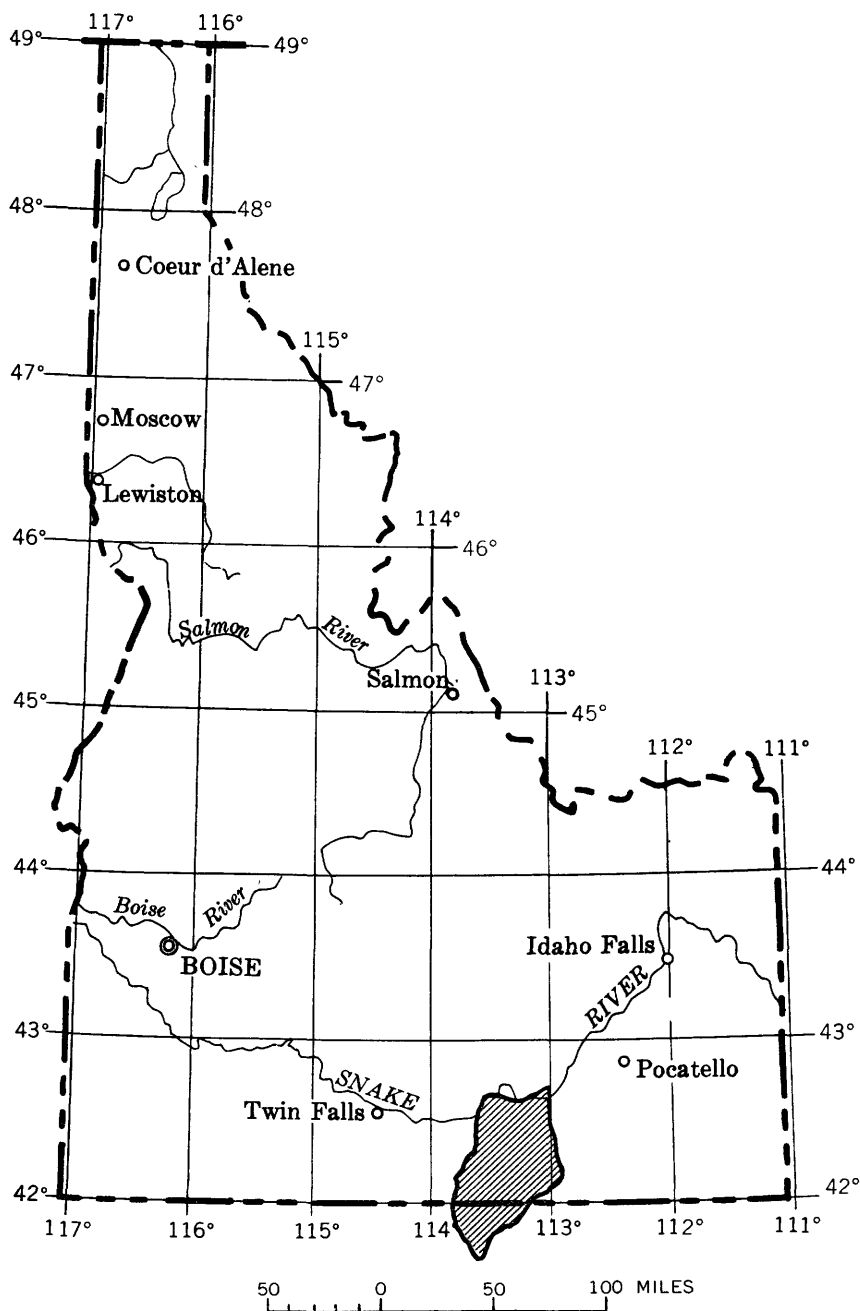 117° 116°
49° 49°
48° 48°
Coeur d'Alene
115°
47° 47°
Moscow
Lewiston
114°
46° 46°
Salmon River
Salmon
113°
45° 45°
112° 111°
44° 44°
Boise River
BOISE
Idaho Falls
RIVER
43° 43°
Pocatello
SNAKE
Twin Falls
42° 42°
117° 116° 115° 114° 113° 112° 111°
50 0 50 100 MILES